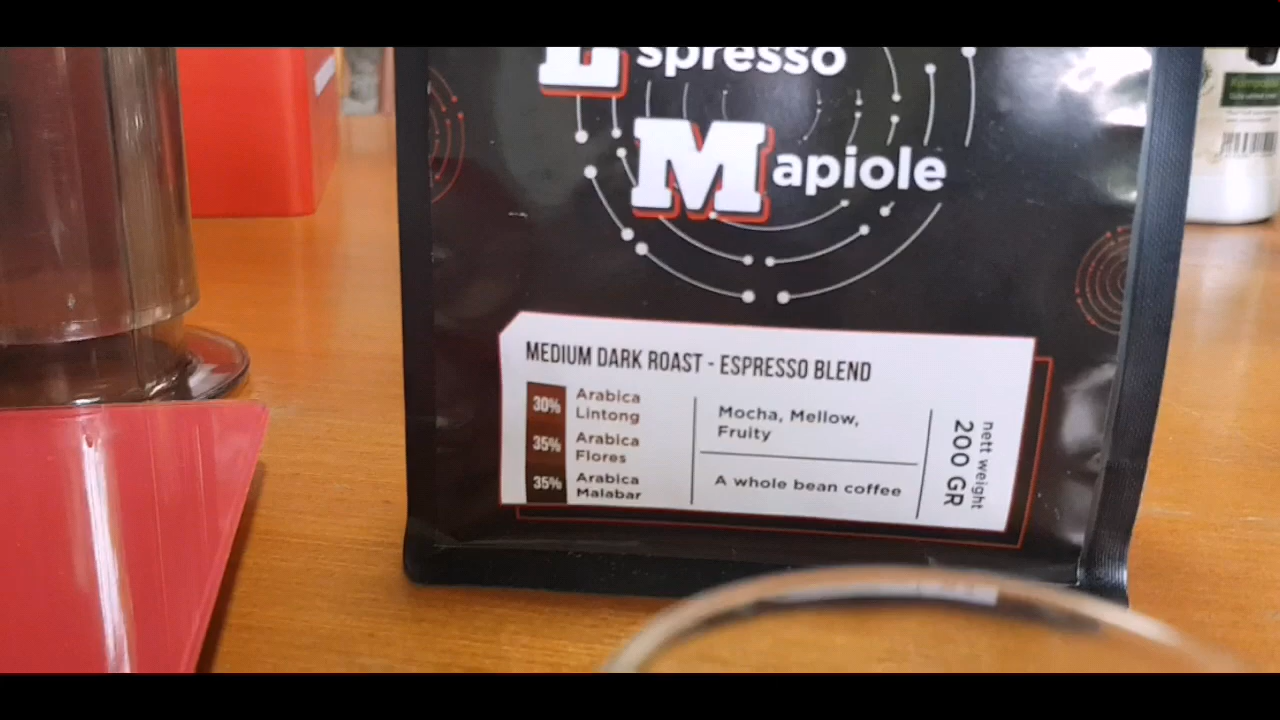 Espresso
Mapiole
MEDIUM DARK ROAST - ESPRESSO BLEND
30% Arabica
Lintong
35% Arabica
Flores
35% Arabica
Malabar
Mocha, Mellow,
Fruity
A whole bean coffee
nett weight
200 GR